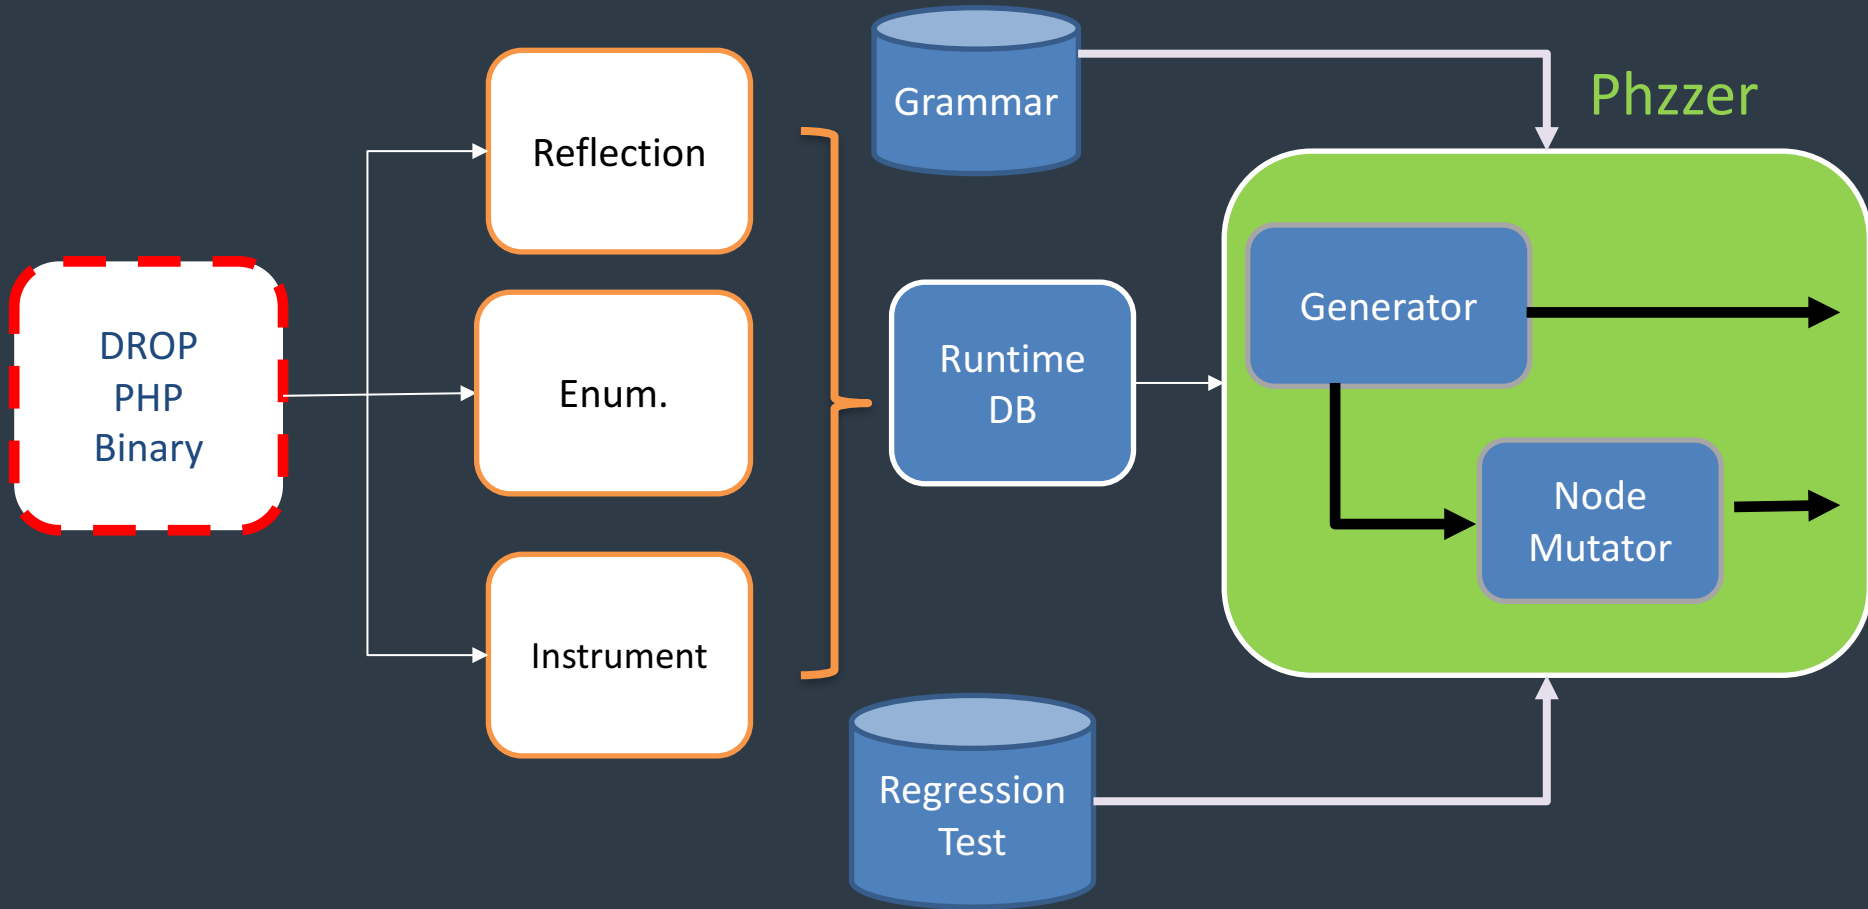 DROP
PHP
Binary
Reflection
Enum.
Instrument
Grammar
Runtime
DB
Regression
Test
Phzzer
Generator
Node
Mutator